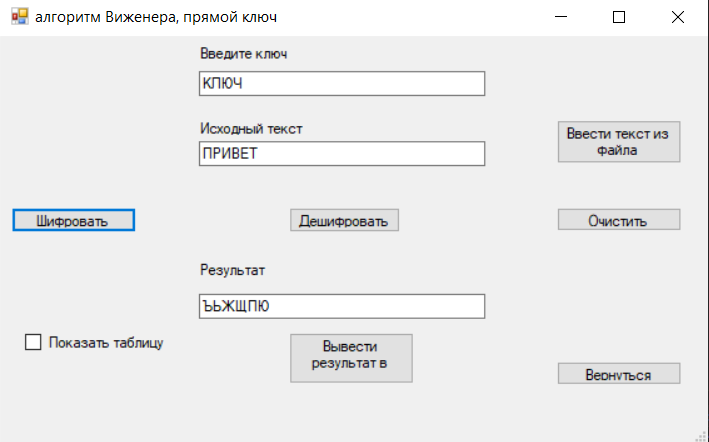 алгоритм Виженера, прямой ключ
Введите ключ
КЛЮЧ
Исходный текст
ПРИВЕТ
Ввести текст из
файла
Шифровать
Дешифровать
Очистить
Результат
ЪЬЖЩПЮ
Показать таблицу
Вывести
результат в
Вернуться